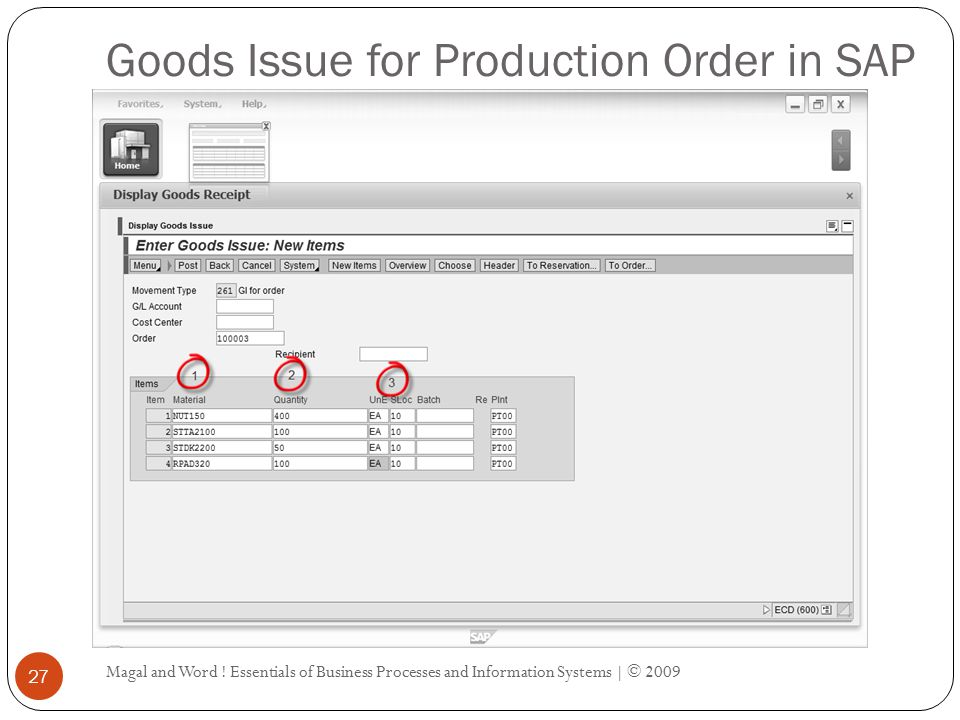 Goods Issue for Production Order in SAP
Favorites System Help
Home
Display Goods Receipt
Display Goods Issue
Enter Goods Issue: New Items
Menu Post Back Cancel System New Items Overview Choose Header To Reservation... To Order...
Movement Type 261 GI for order
G/L Account
Cost Center
Order 100003
Recipient
1 2 3
Items
Item Material Quantity UnE SLoc Batch Re Plnt
1 NUT150 400 EA 10 PT00
2 STTA2100 100 EA 10 PT00
3 STDK2200 50 EA 10 PT00
4 RPAD320 100 EA 10 PT00
ECD (600)
SAP
27
Magal and Word ! Essentials of Business Processes and Information Systems | © 2009